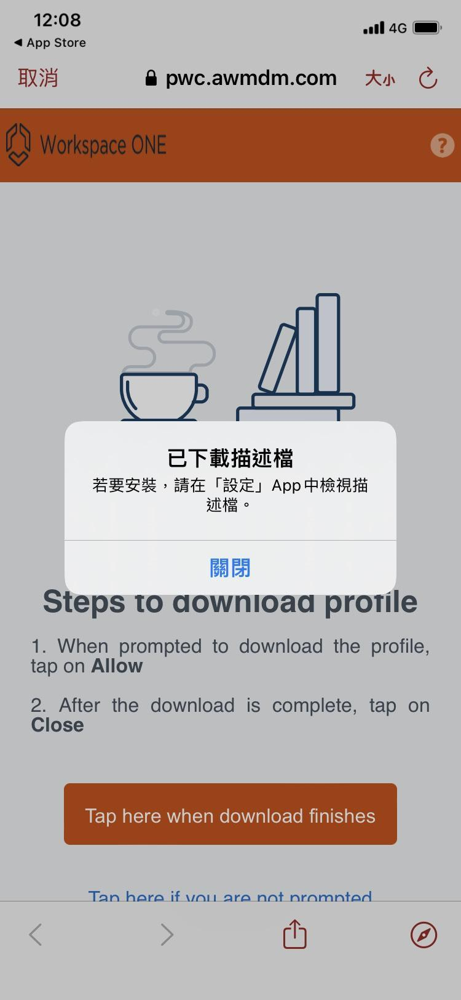 12:08
4G
◀ App Store
取消
pwc.awmdm.com
大小
Workspace ONE
?
已下載描述檔
若要安裝，請在「設定」App中檢視描
述檔。
關閉
Steps to download profile
1. When prompted to download the profile,
tap on Allow
2. After the download is complete, tap on
Close
Tap here when download finishes
Tap here if you are not prompted